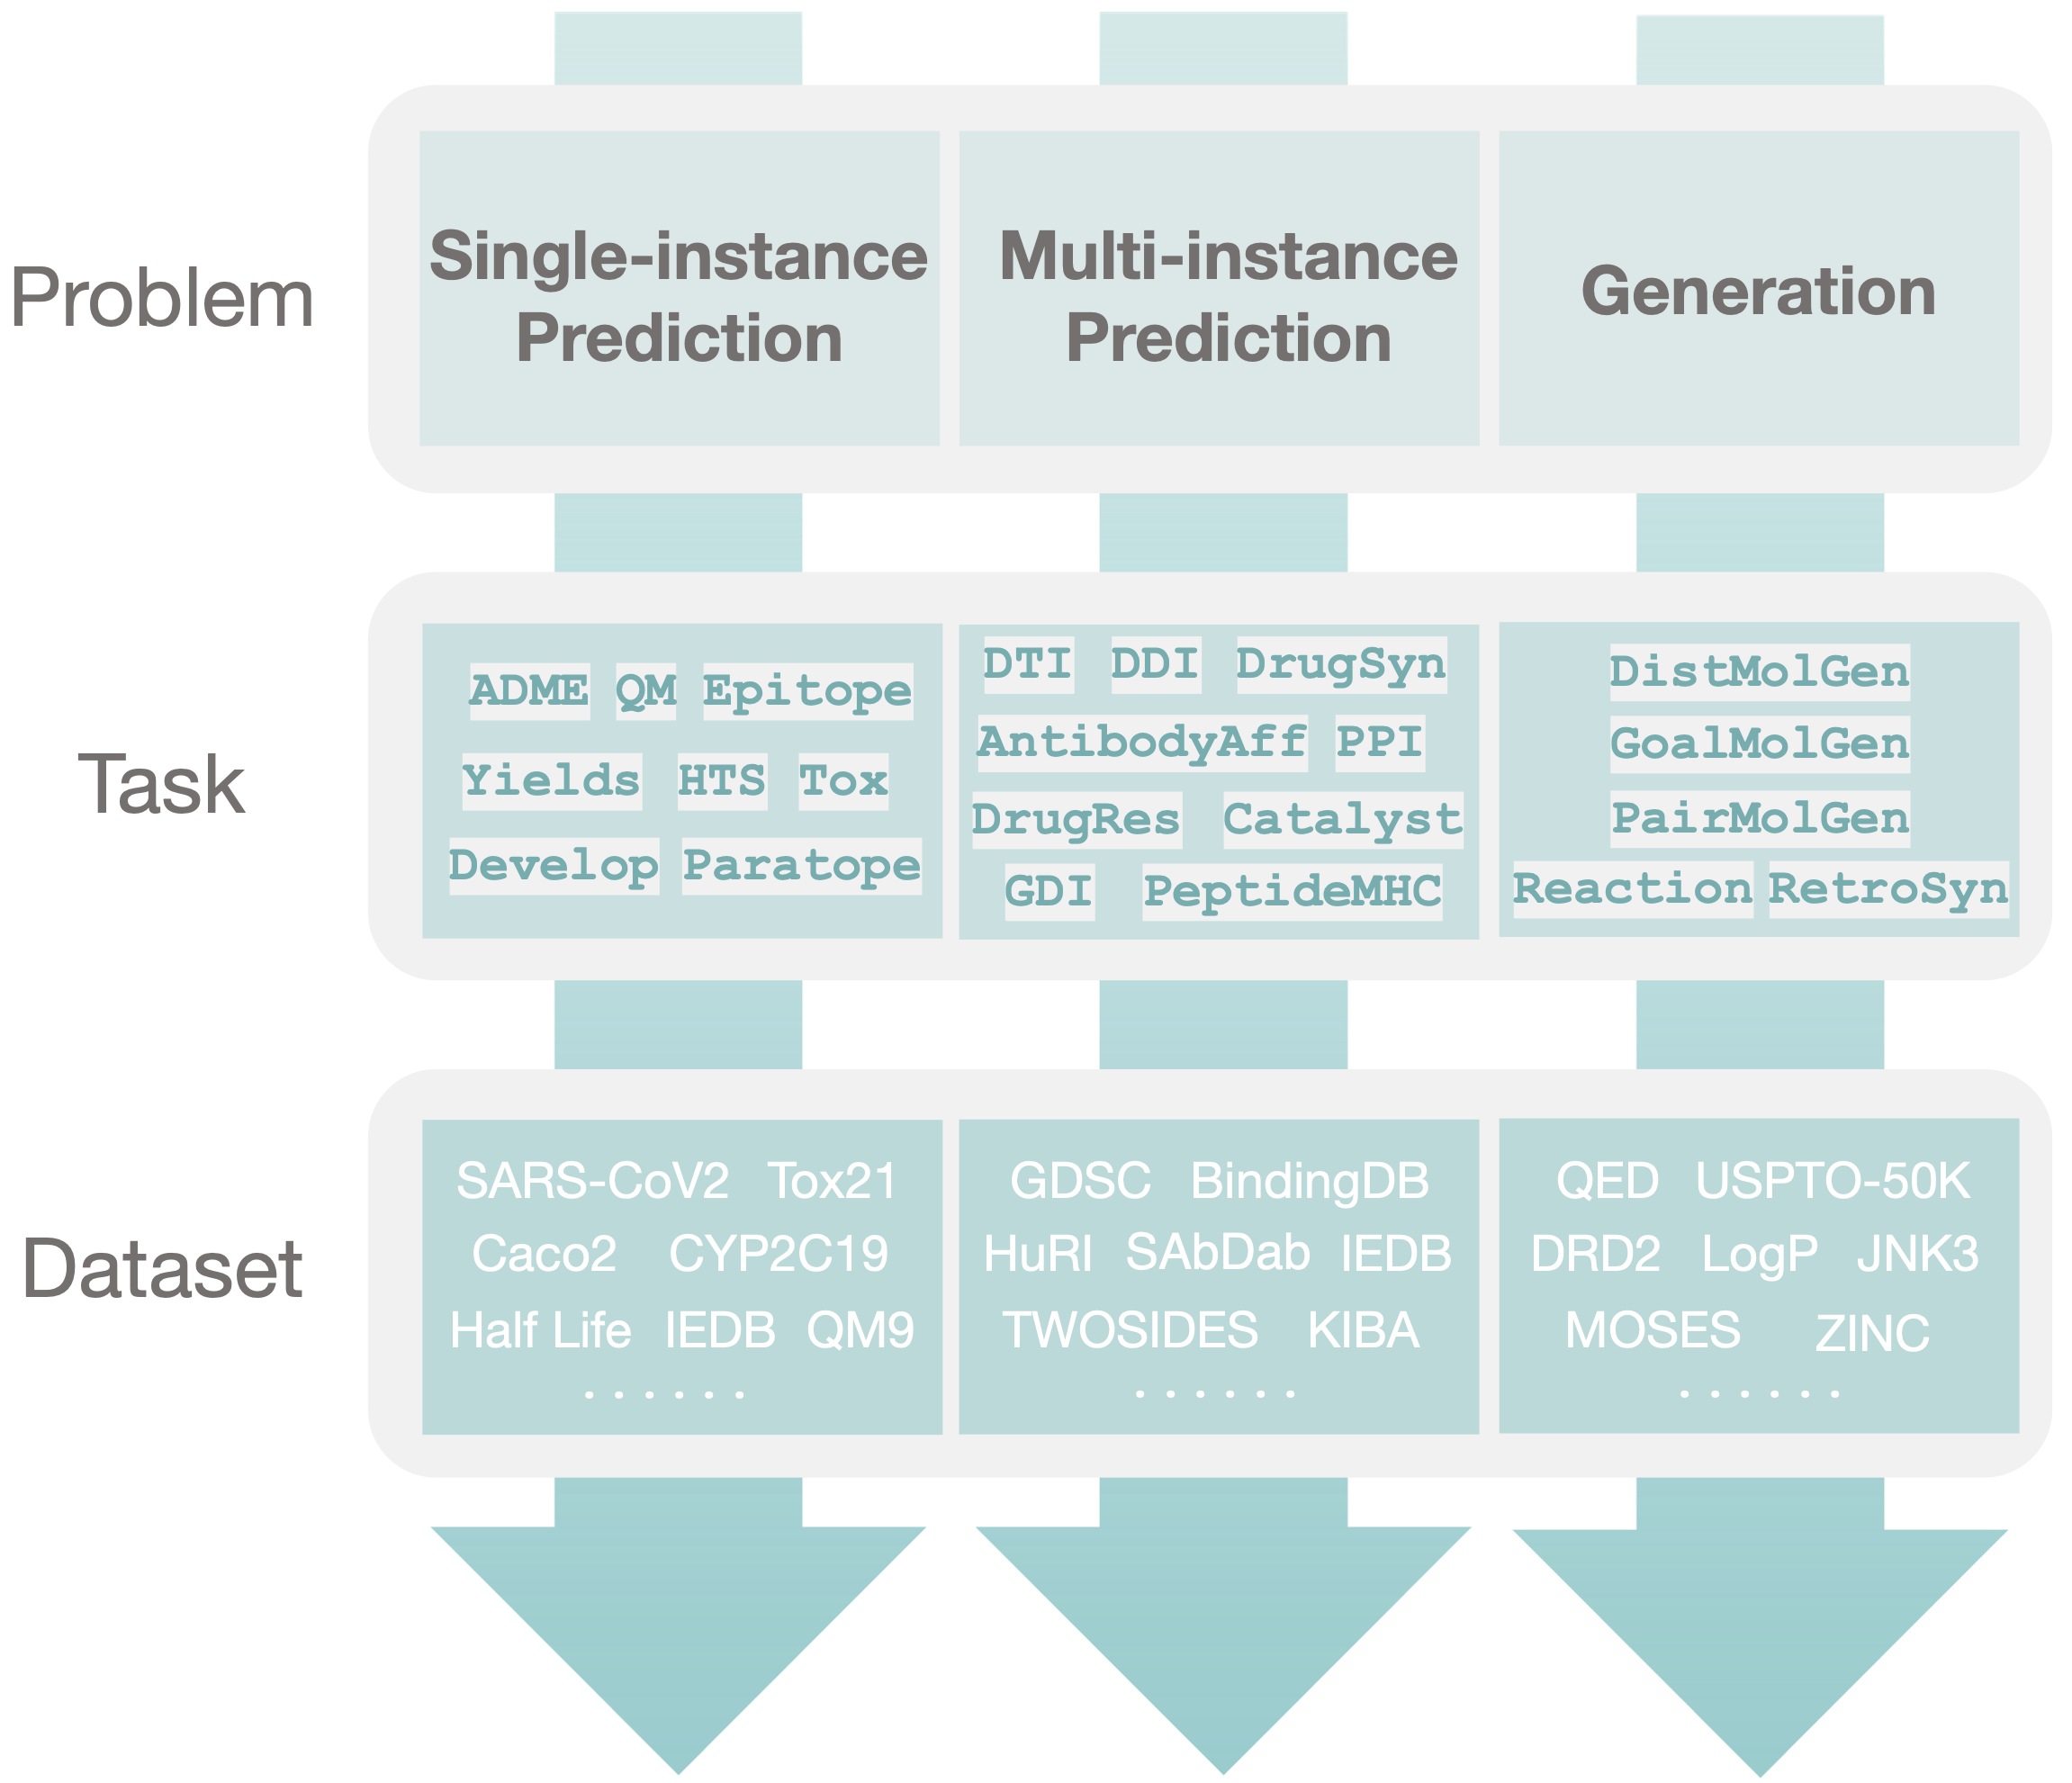 Problem
Single-instance
Prediction
Multi-instance
Prediction
Generation
Task
ADME QM Epitope
Yields HTS Tox
Develop Paratope
DTI DDI DrugSyn
AntibodyAff PPI
DrugRes Catalyst
GDI PeptideMHC
DistMolGen
GoalMolGen
PairMolGen
Reaction RetroSyn
Dataset
SARS-CoV2 Tox21
Caco2 CYP2C19
Half Life IEDB QM9
. . . . . .
GDSC BindingDB
HuRI SAbDab IEDB
TWOSIDES KIBA
. . . . . .
QED USPTO-50K
DRD2 LogP JNK3
MOSES ZINC
. . . . . .